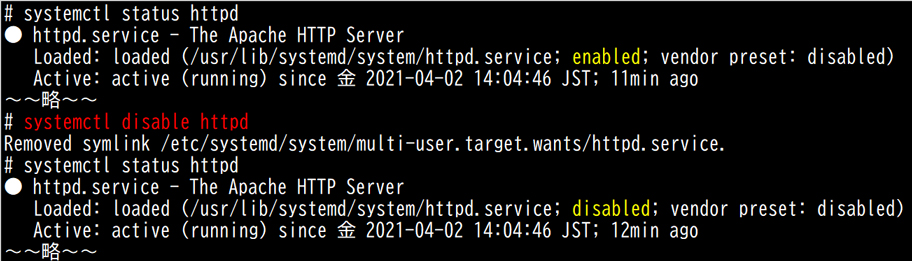 # systemctl status httpd
● httpd.service - The Apache HTTP Server
Loaded: loaded (/usr/lib/systemd/system/httpd.service; enabled; vendor preset: disabled)
Active: active (running) since 金 2021-04-02 14:04:46 JST; 11min ago
～～略～～
# systemctl disable httpd
Removed symlink /etc/systemd/system/multi-user.target.wants/httpd.service.
# systemctl status httpd
● httpd.service - The Apache HTTP Server
Loaded: loaded (/usr/lib/systemd/system/httpd.service; disabled; vendor preset: disabled)
Active: active (running) since 金 2021-04-02 14:04:46 JST; 12min ago
～～略～～